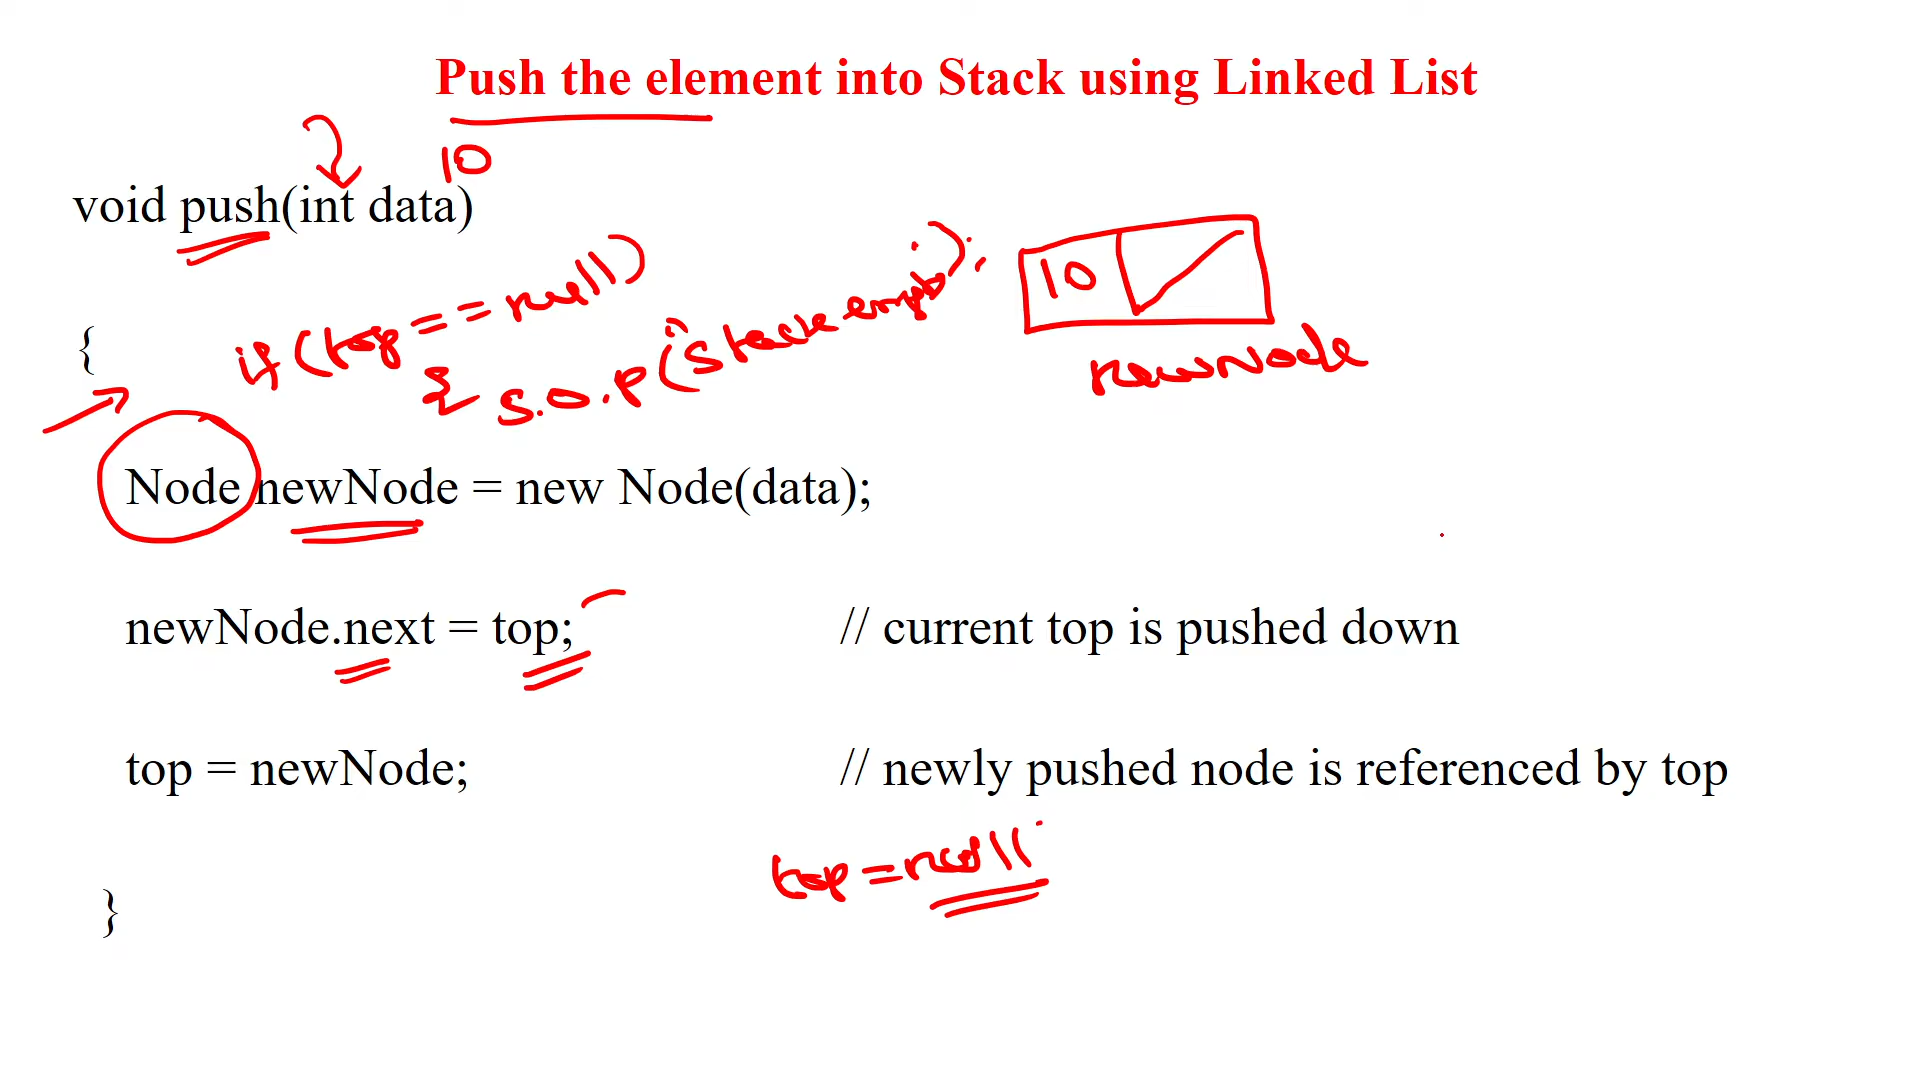 Push the element into Stack using Linked List
10
void push(int data)
if (top == null)
{
{ S.O.P ("Stack empty");
10
newNode
Node newNode = new Node(data);
newNode.next = top; // current top is pushed down
top = newNode; // newly pushed node is referenced by top
top = null
}